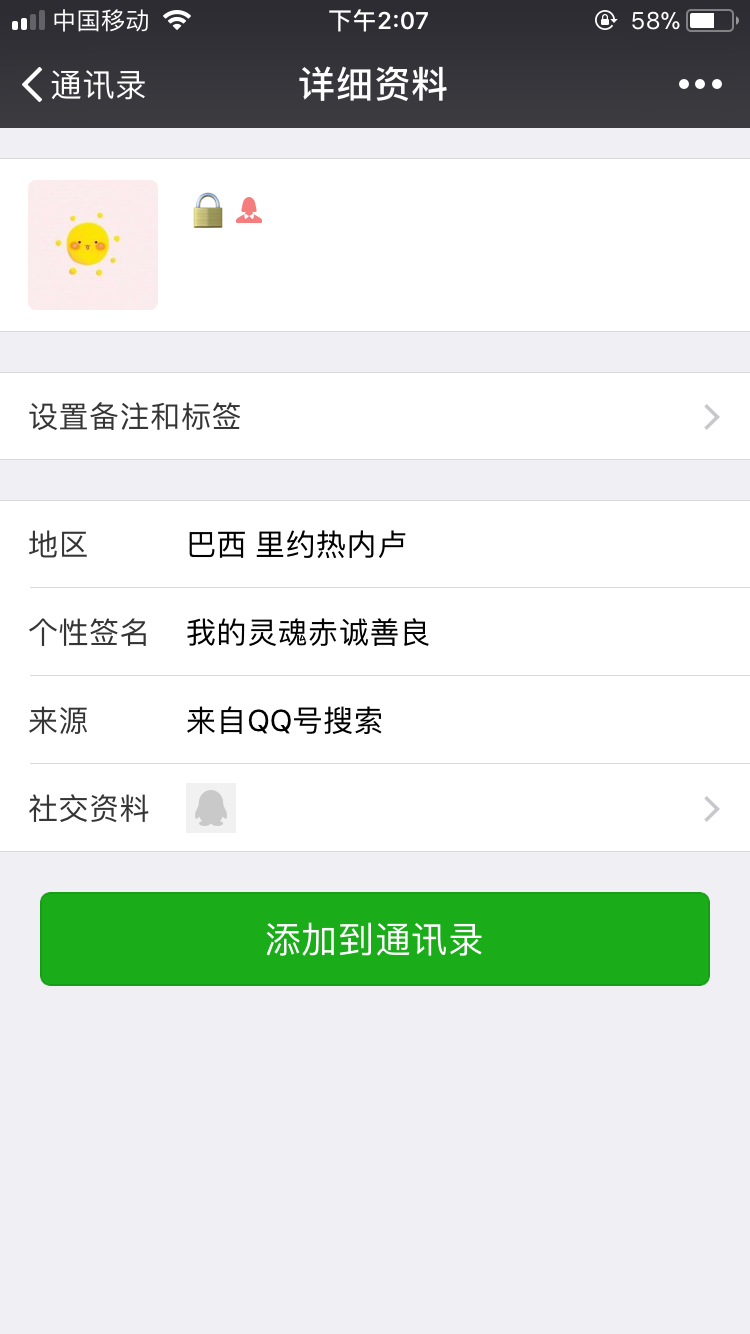 中国移动 下午2:07 58%
通讯录 详细资料
设置备注和标签
地区 巴西 里约热内卢
个性签名 我的灵魂赤诚善良
来源 来自QQ号搜索
社交资料
添加到通讯录